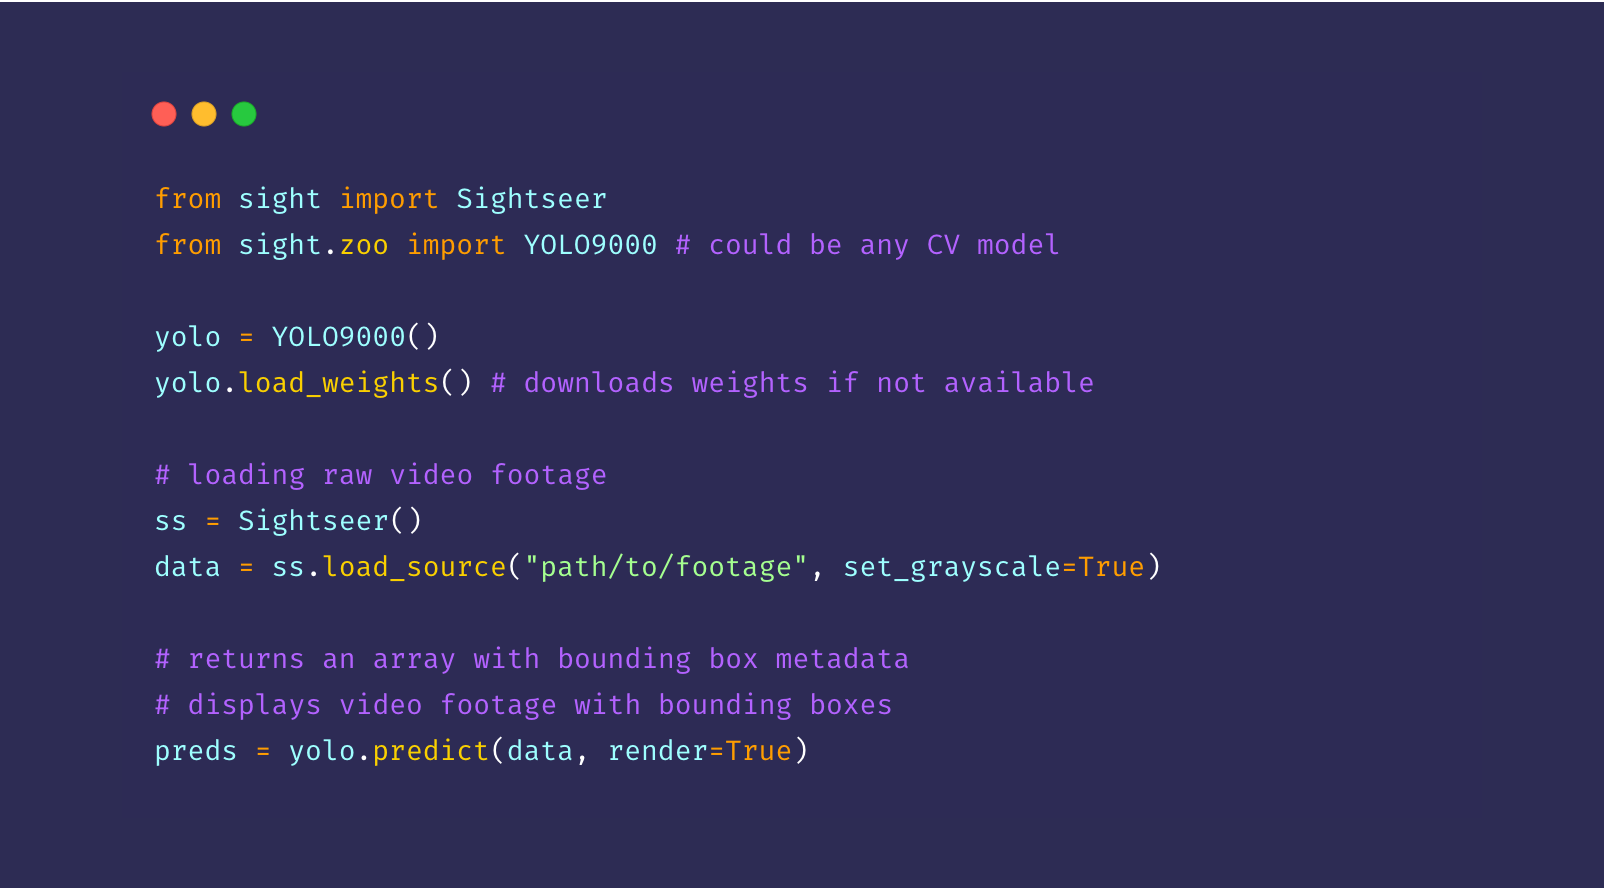 from sight import Sightseer
from sight.zoo import YOLO9000 # could be any CV model
yolo = YOLO9000()
yolo.load_weights() # downloads weights if not available
# loading raw video footage
ss = Sightseer()
data = ss.load_source("path/to/footage", set_grayscale=True)
# returns an array with bounding box metadata
# displays video footage with bounding boxes
preds = yolo.predict(data, render=True)